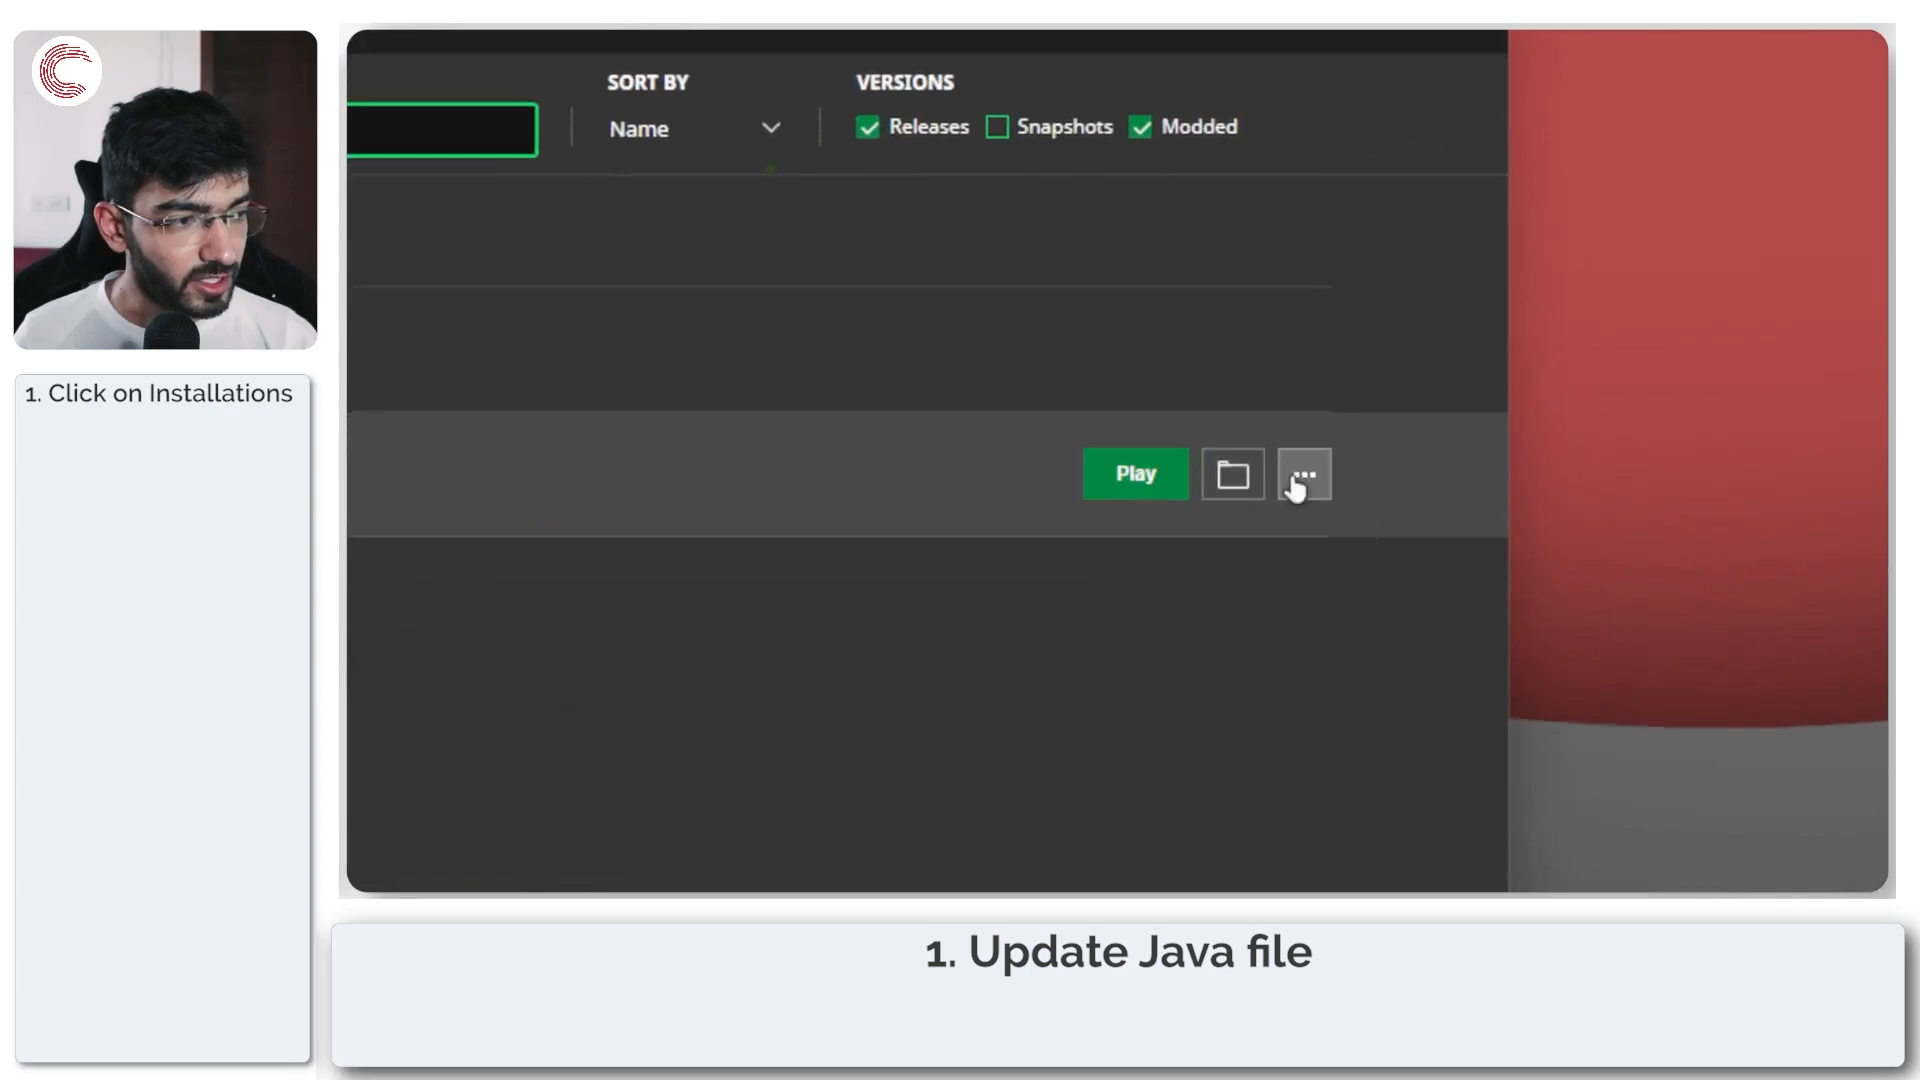 SORT BY
VERSIONS
Name
Releases
Snapshots
Modded
1. Click on Installations
Play
1. Update Java file